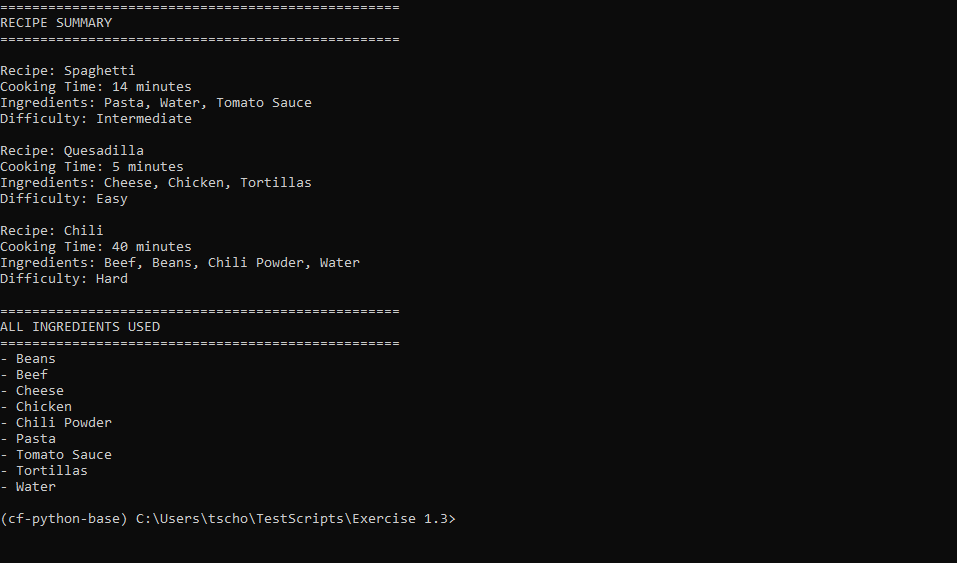 ==================================================
RECIPE SUMMARY
==================================================
Recipe: Spaghetti
Cooking Time: 14 minutes
Ingredients: Pasta, Water, Tomato Sauce
Difficulty: Intermediate
Recipe: Quesadilla
Cooking Time: 5 minutes
Ingredients: Cheese, Chicken, Tortillas
Difficulty: Easy
Recipe: Chili
Cooking Time: 40 minutes
Ingredients: Beef, Beans, Chili Powder, Water
Difficulty: Hard
==================================================
ALL INGREDIENTS USED
==================================================
- Beans
- Beef
- Cheese
- Chicken
- Chili Powder
- Pasta
- Tomato Sauce
- Tortillas
- Water
(cf-python-base) C:\Users\tscho\TestScripts\Exercise 1.3>